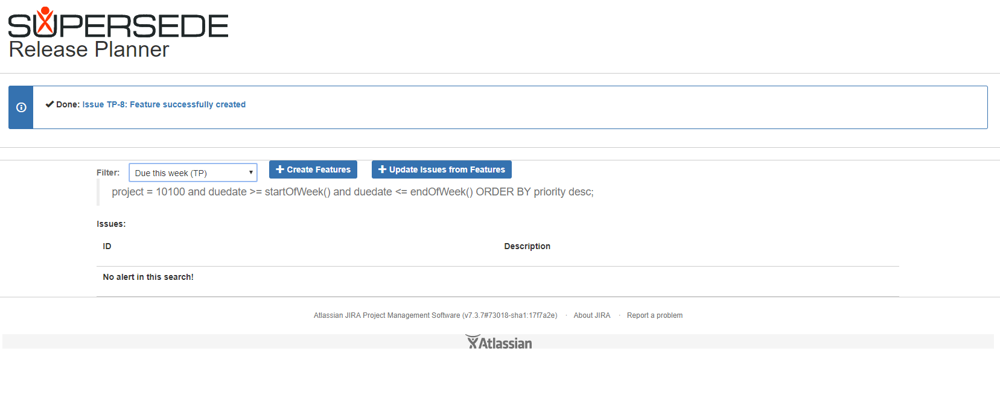 SUPERSEDE
Release Planner
Done: Issue TP-8: Feature successfully created
Filter: Due this week (TP) Create Features Update Issues from Features
project = 10100 and duedate >= startOfWeek() and duedate <= endOfWeek() ORDER BY priority desc;
Issues:
ID Description
No alert in this search!
Atlassian JIRA Project Management Software (v7.3.7#73018-sha1:17f7a2e) · About JIRA · Report a problem
Atlassian